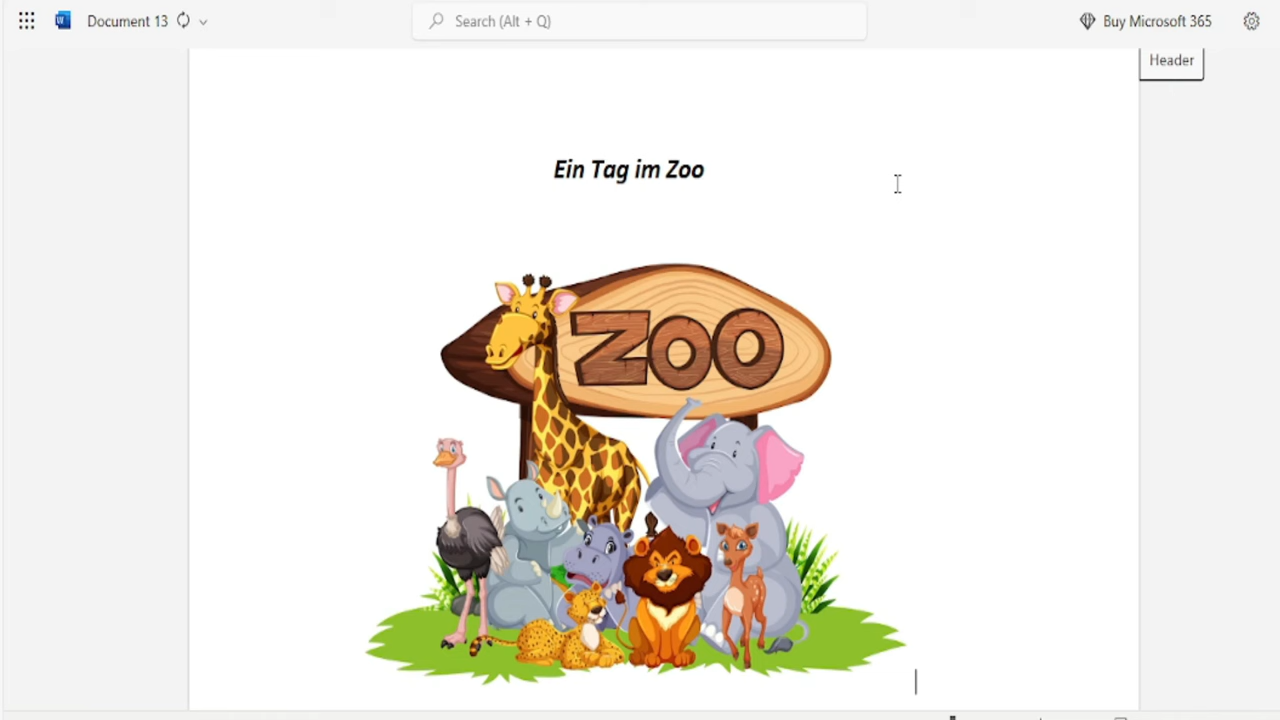 Document 13
Search (Alt + Q)
Buy Microsoft 365
Header
Ein Tag im Zoo
ZOO